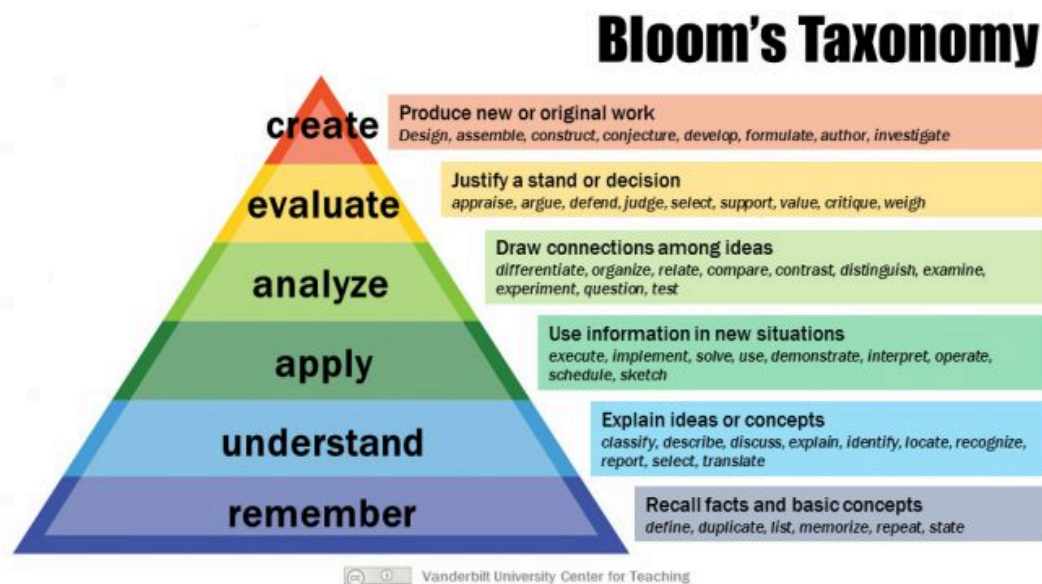 Bloom's Taxonomy
create
Produce new or original work
Design, assemble, construct, conjecture, develop, formulate, author, investigate
evaluate
Justify a stand or decision
appraise, argue, defend, judge, select, support, value, critique, weigh
analyze
Draw connections among ideas
differentiate, organize, relate, compare, contrast, distinguish, examine,
experiment, question, test
apply
Use information in new situations
execute, implement, solve, use, demonstrate, interpret, operate,
schedule, sketch
understand
Explain ideas or concepts
classify, describe, discuss, explain, identify, locate, recognize,
report, select, translate
remember
Recall facts and basic concepts
define, duplicate, list, memorize, repeat, state
cc
Vanderbilt University Center for Teaching